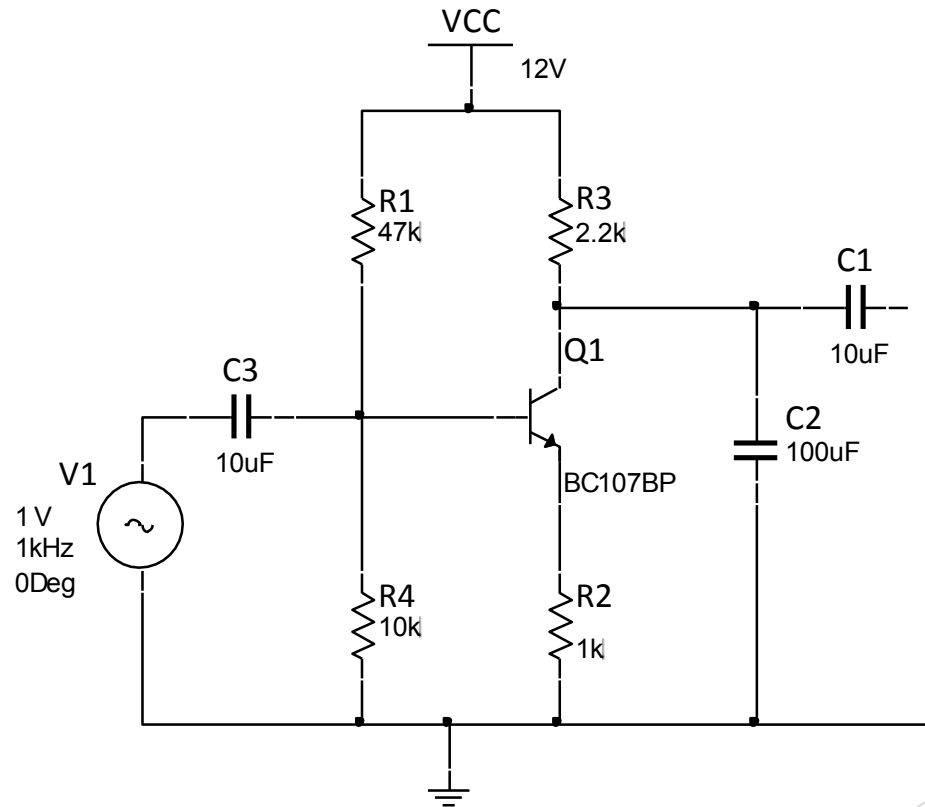 VCC
12V
R1
47k
R3
2.2k
C1
10uF
Q1
C3
10uF
C2
100uF
BC107BP
V1
1 V
1kHz
0Deg
R4
10k
R2
1k